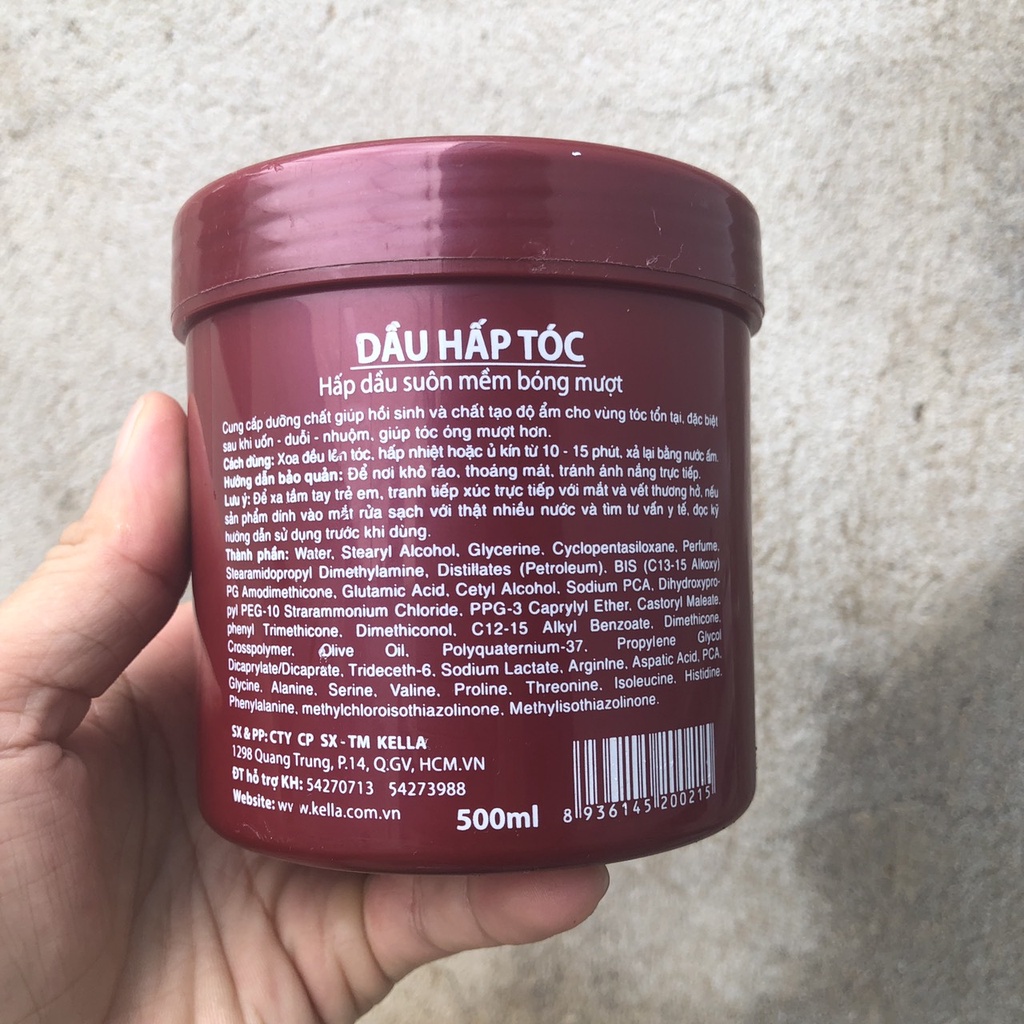 DẦU HẤP TÓC
Hấp dầu suôn mềm bóng mượt
Cung cấp dưỡng chất giúp hồi sinh và chất tạo độ ẩm cho vùng tóc tổn tại, đặc biệt
sau khi uốn - duỗi - nhuộm, giúp tóc óng mượt hơn.
Cách dùng: Xoa đều lên tóc, hấp nhiệt hoặc ủ kín từ 10 - 15 phút, xả lại bằng nước ấm.
Hướng dẫn bảo quản: Để nơi khô ráo, thoáng mát, tránh ánh nắng trực tiếp.
Lưu ý: Để xa tầm tay trẻ em, tranh tiếp xúc trực tiếp với mắt và vết thương hở, nếu
sản phẩm dính vào mắt rửa sạch với thật nhiều nước và tìm tư vấn y tế, đọc kỹ
hướng dẫn sử dụng trước khi dùng.
Thành phần: Water, Stearyl Alcohol, Glycerine, Cyclopentasiloxane, Perfume,
Stearamidopropyl Dimethylamine, Distillates (Petroleum), BIS (C13-15 Alkoxy)
PG Amodimethicone, Glutamic Acid, Cetyl Alcohol, Sodium PCA, Dihydroxypro-
pyl PEG-10 Strarammonium Chloride, PPG-3 Caprylyl Ether, Castoryl Maleate,
phenyl Trimethicone, Dimethiconol, C12-15 Alkyl Benzoate, Dimethicone,
Crosspolymer, Olive Oil, Polyquaternium-37, Propylene Glycol
Dicaprylate/Dicaprate, Trideceth-6, Sodium Lactate, ArginIne, Aspatic Acid, PCA,
Glycine, Alanine, Serine, Valine, Proline, Threonine, Isoleucine, Histidine,
Phenylalanine, methylchloroisothiazolinone, Methylisothiazolinone.
SX & PP: CTY CP SX - TM KELLA
1298 Quang Trung, P.14, Q.GV, HCM.VN
ĐT hỗ trợ KH: 54270713 54273988
Website: ww w.kella.com.vn
500ml
8 936145 200215